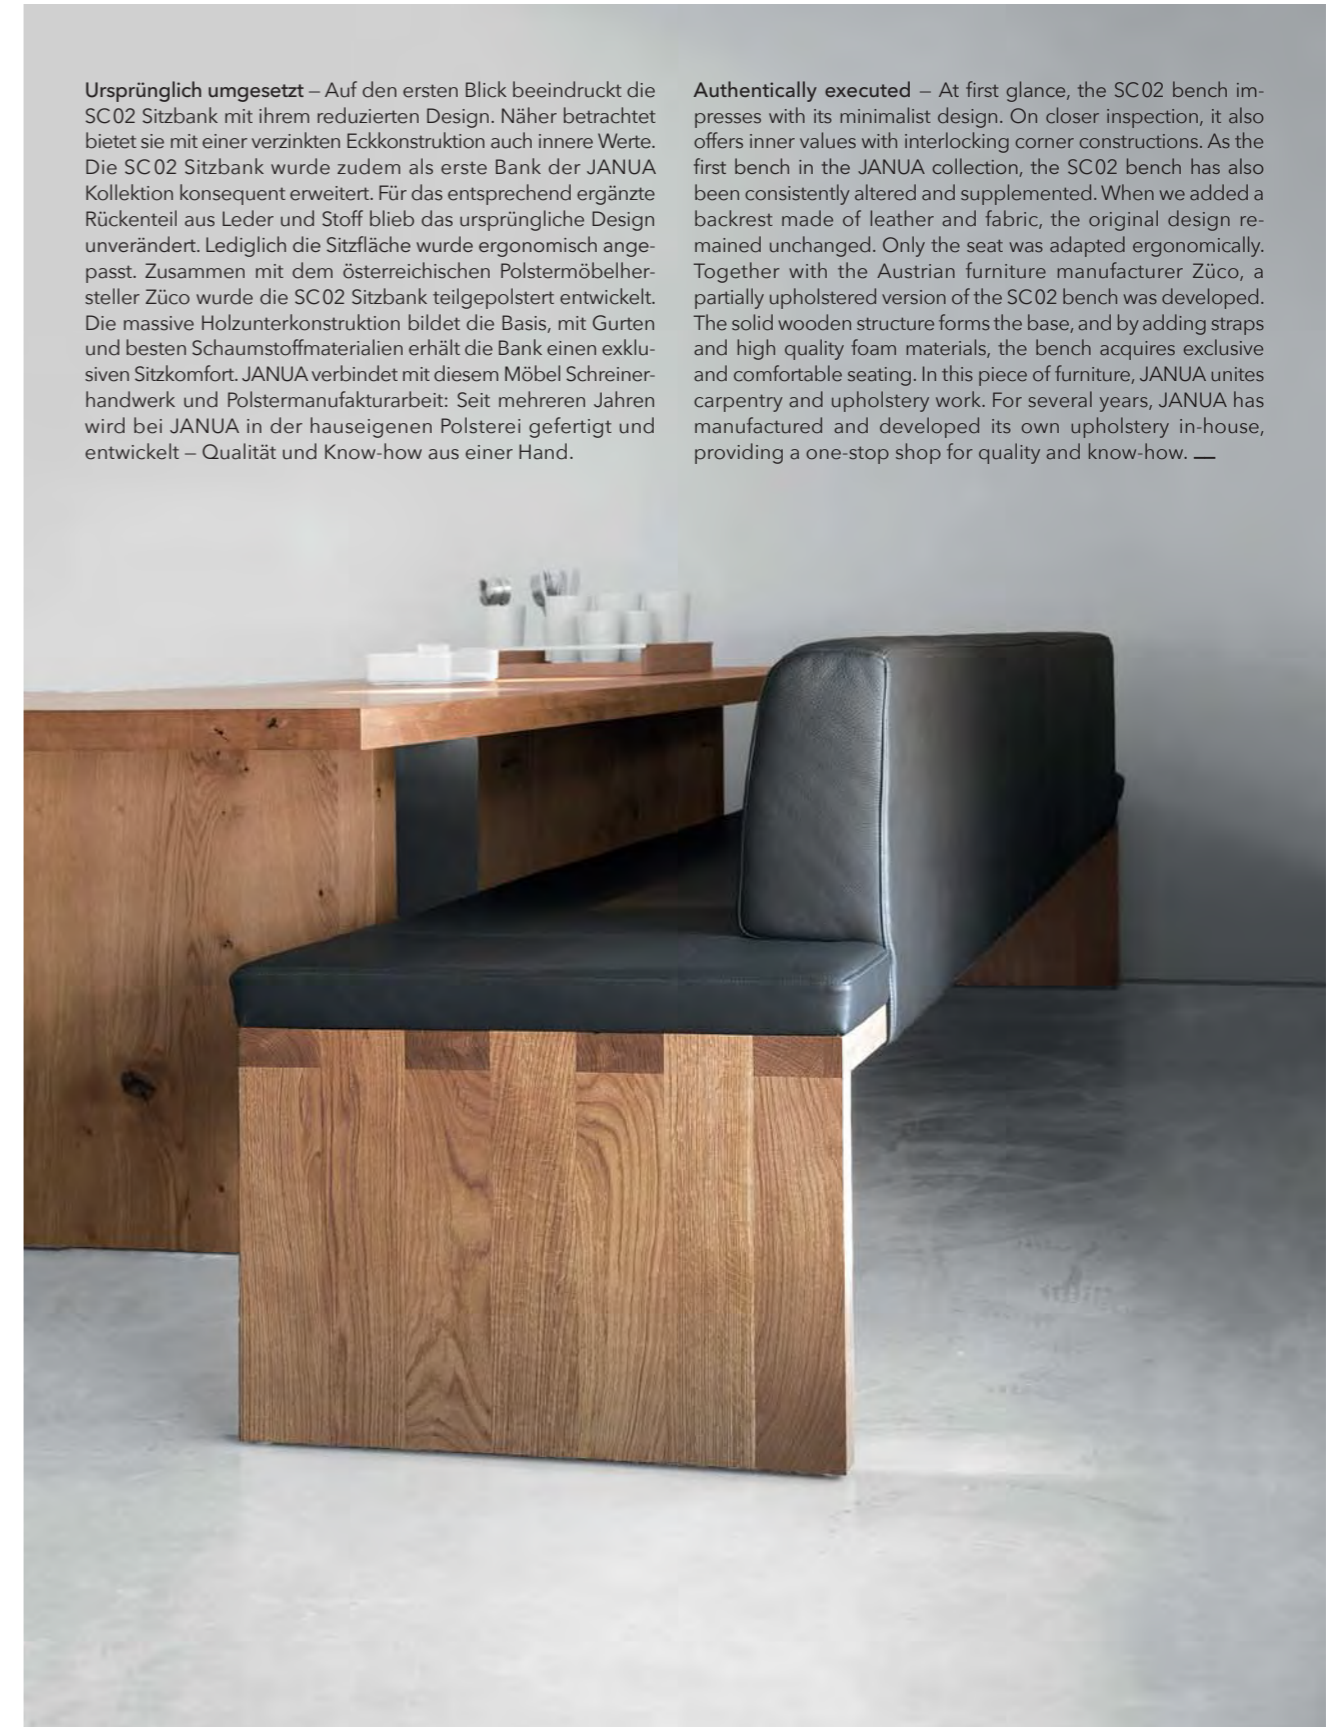 Ursprünglich umgesetzt – Auf den ersten Blick beeindruckt die
SC 02 Sitzbank mit ihrem reduzierten Design. Näher betrachtet
bietet sie mit einer verzinkten Eckkonstruktion auch innere Werte.
Die SC 02 Sitzbank wurde zudem als erste Bank der JANUA
Kollektion konsequent erweitert. Für das entsprechend ergänzte
Rückenteil aus Leder und Stoff blieb das ursprüngliche Design
unverändert. Lediglich die Sitzfläche wurde ergonomisch ange-
passt. Zusammen mit dem österreichischen Polstermöbelher-
steller Züco wurde die SC 02 Sitzbank teilgepolstert entwickelt.
Die massive Holzunterkonstruktion bildet die Basis, mit Gurten
und besten Schaumstoffmaterialien erhält die Bank einen exklu-
siven Sitzkomfort. JANUA verbindet mit diesem Möbel Schreiner-
handwerk und Polstermanufakturarbeit: Seit mehreren Jahren
wird bei JANUA in der hauseigenen Polsterei gefertigt und
entwickelt – Qualität und Know-how aus einer Hand.
Authentically executed – At first glance, the SC 02 bench im-
presses with its minimalist design. On closer inspection, it also
offers inner values with interlocking corner constructions. As the
first bench in the JANUA collection, the SC 02 bench has also
been consistently altered and supplemented. When we added a
backrest made of leather and fabric, the original design re-
mained unchanged. Only the seat was adapted ergonomically.
Together with the Austrian furniture manufacturer Züco, a
partially upholstered version of the SC 02 bench was developed.
The solid wooden structure forms the base, and by adding straps
and high quality foam materials, the bench acquires exclusive
and comfortable seating. In this piece of furniture, JANUA unites
carpentry and upholstery work. For several years, JANUA has
manufactured and developed its own upholstery in-house,
providing a one-stop shop for quality and know-how. —